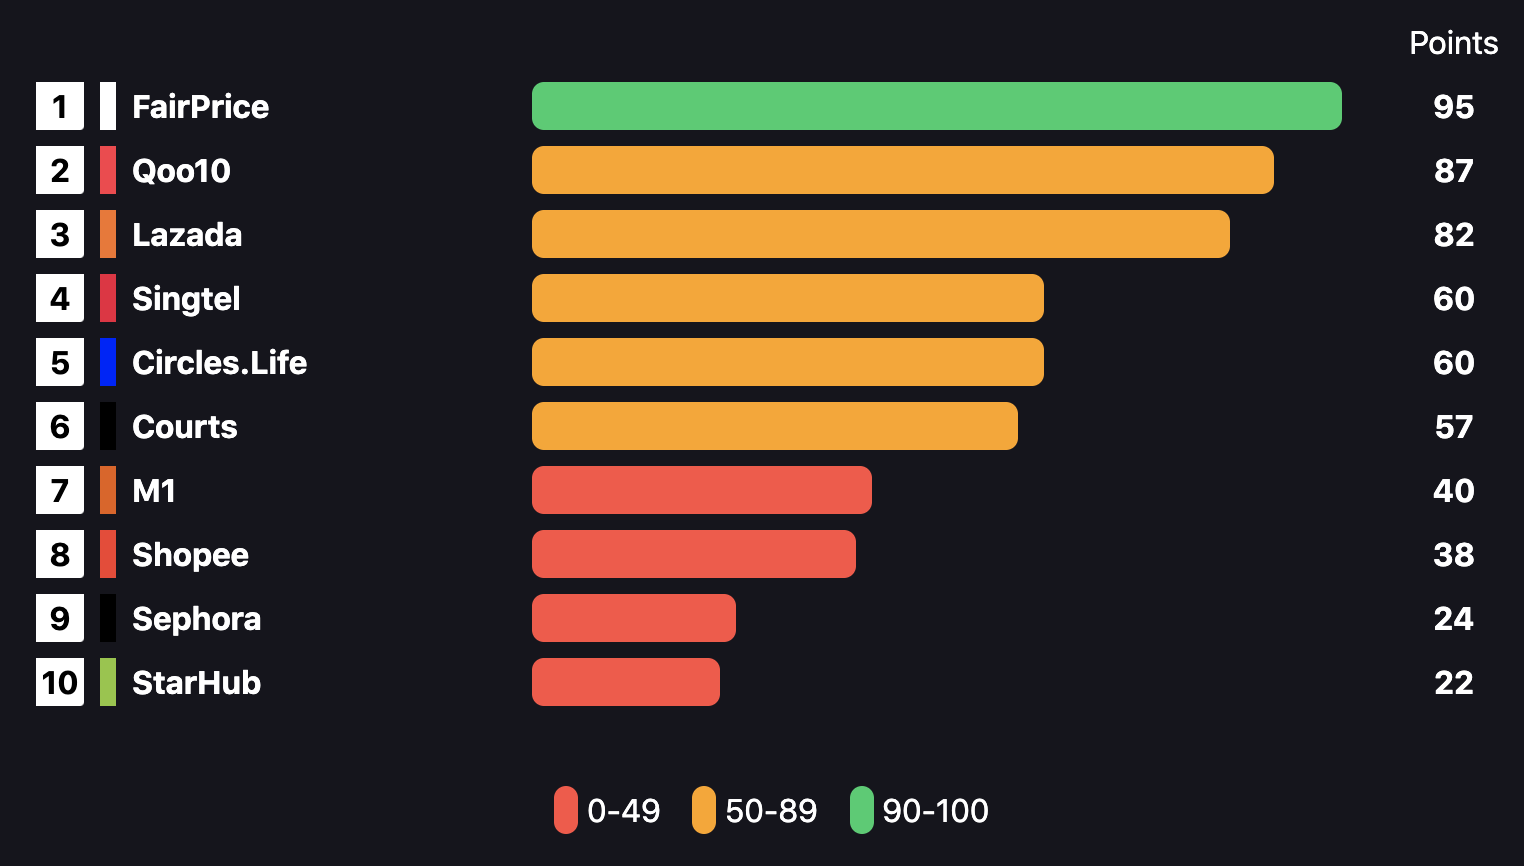 Points
1 FairPrice 95
2 Qoo10 87
3 Lazada 82
4 Singtel 60
5 Circles.Life 60
6 Courts 57
7 M1 40
8 Shopee 38
9 Sephora 24
10 StarHub 22
0-49 50-89 90-100